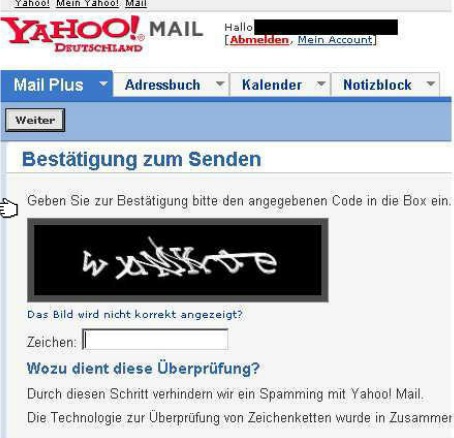 Yahoo! Mein Yahoo! Mail
YAHOO! MAIL
DEUTSCHLAND
Hallo
[Abmelden, Mein Account]
Mail Plus Adressbuch Kalender Notizblock
Weiter
Bestätigung zum Senden
Geben Sie zur Bestätigung bitte den angegebenen Code in die Box ein.
Das Bild wird nicht korrekt angezeigt?
Zeichen:
Wozu dient diese Überprüfung?
Durch diesen Schritt verhindern wir ein Spamming mit Yahoo! Mail.
Die Technologie zur Überprüfung von Zeichenketten wurde in Zusammer